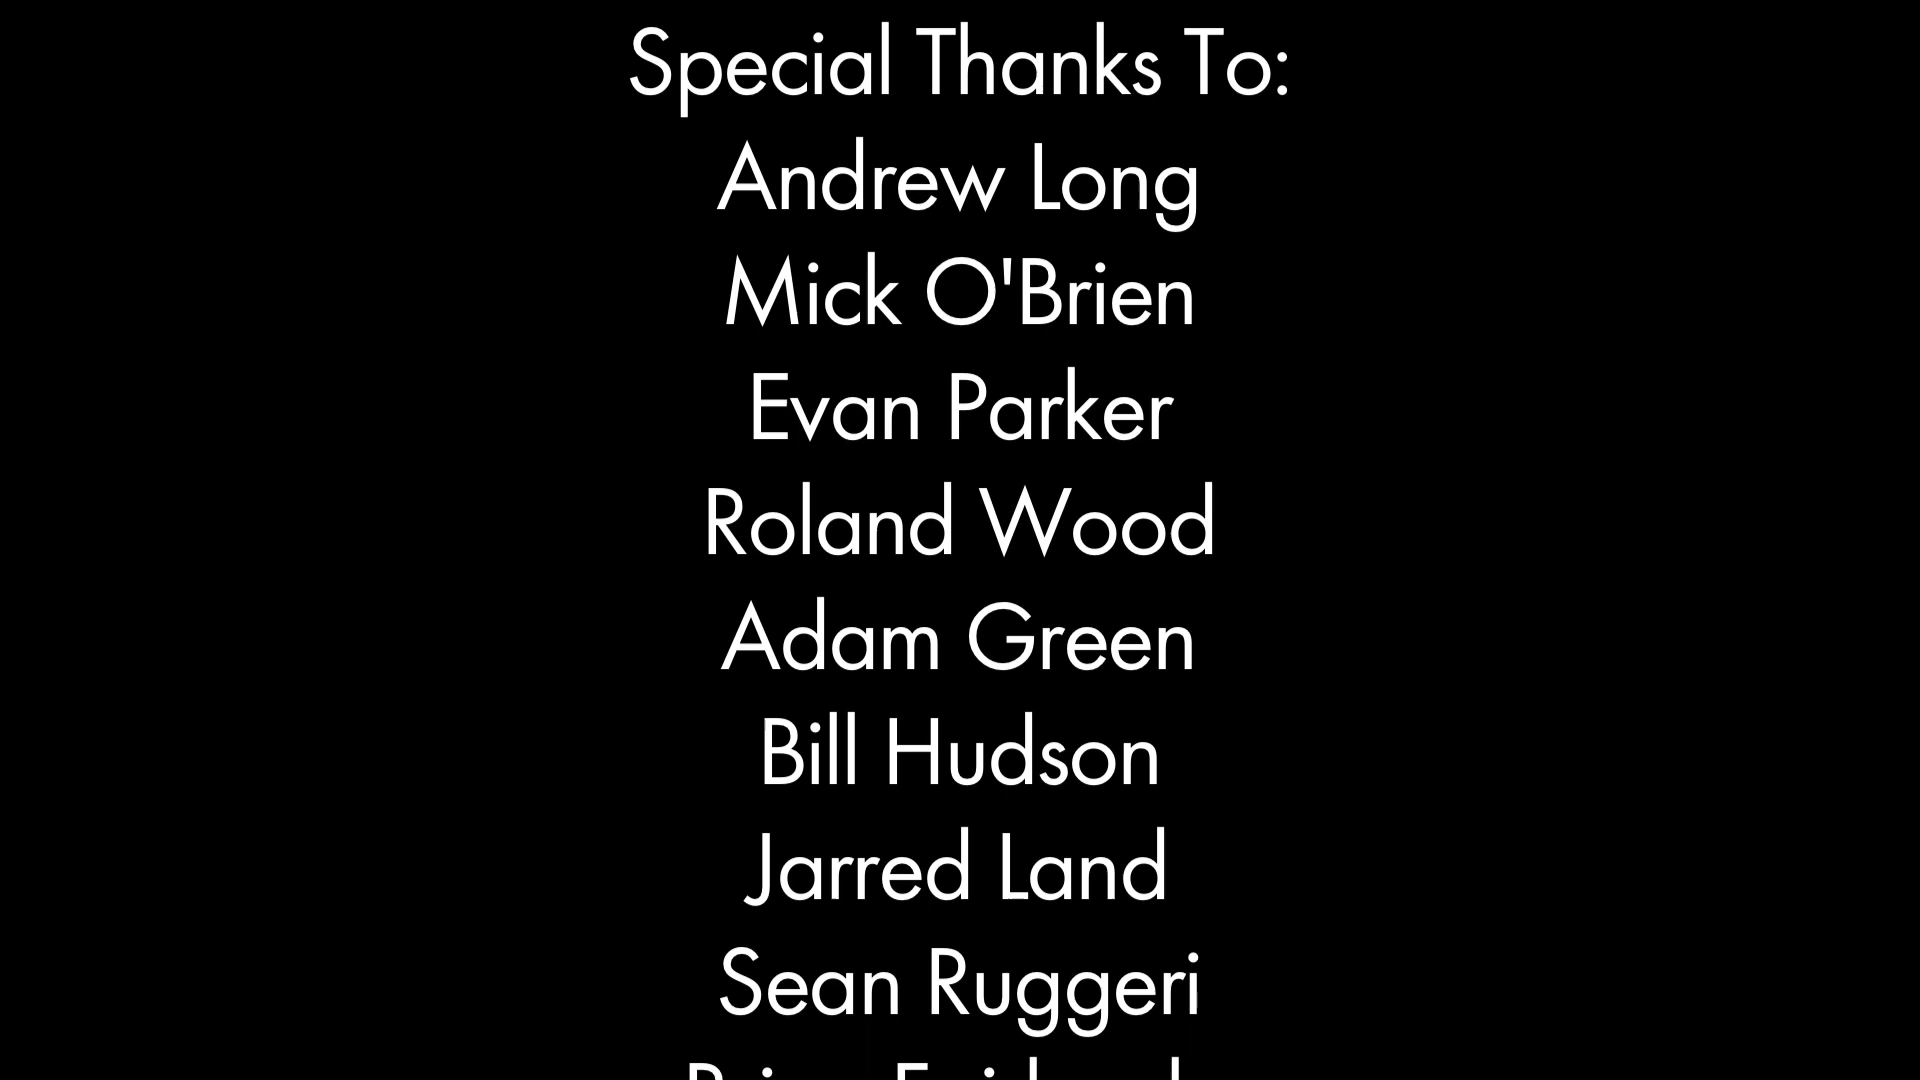 Special Thanks To:
Andrew Long
Mick O'Brien
Evan Parker
Roland Wood
Adam Green
Bill Hudson
Jarred Land
Sean Ruggeri